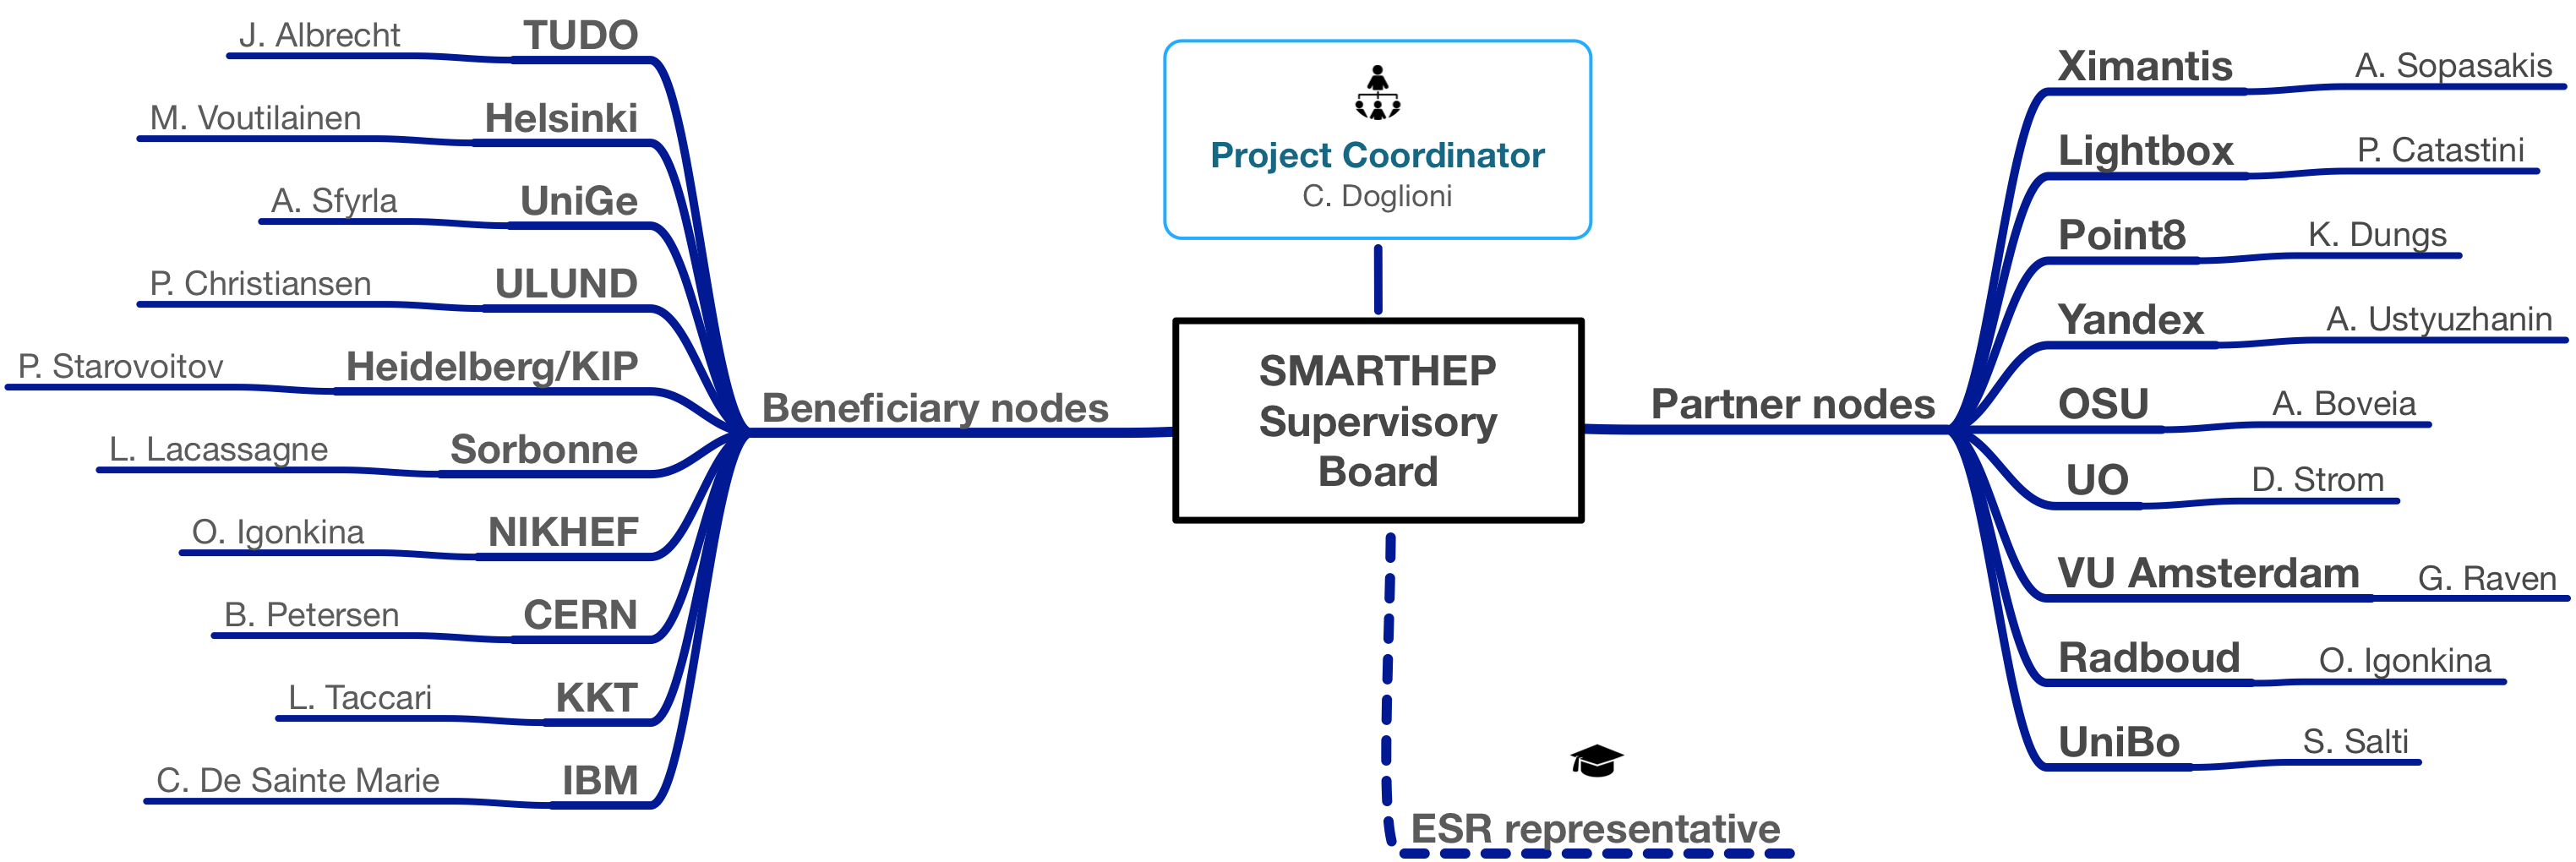 J. Albrecht
TUDO
M. Voutilainen
Helsinki
A. Sfyrla
UniGe
P. Christiansen
ULUND
P. Starovoitov
Heidelberg/KIP
L. Lacassagne
Sorbonne
O. Igonkina
NIKHEF
B. Petersen
CERN
L. Taccari
KKT
C. De Sainte Marie
IBM
Beneficiary nodes
Project Coordinator
C. Doglioni
SMARTHEP
Supervisory
Board
ESR representative
Partner nodes
Ximantis
A. Sopasakis
Lightbox
P. Catastini
Point8
K. Dungs
Yandex
A. Ustyuzhanin
OSU
A. Boveia
UO
D. Strom
VU Amsterdam
G. Raven
Radboud
O. Igonkina
UniBo
S. Salti